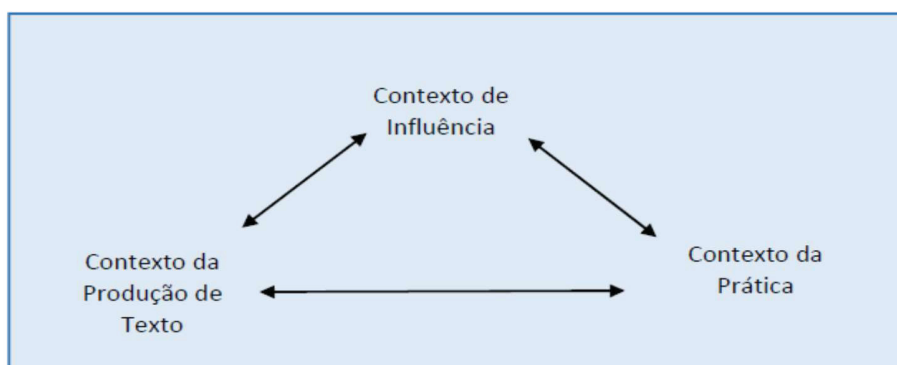 Contexto de
Influência
Contexto da
Produção de
Texto
Contexto da
Prática